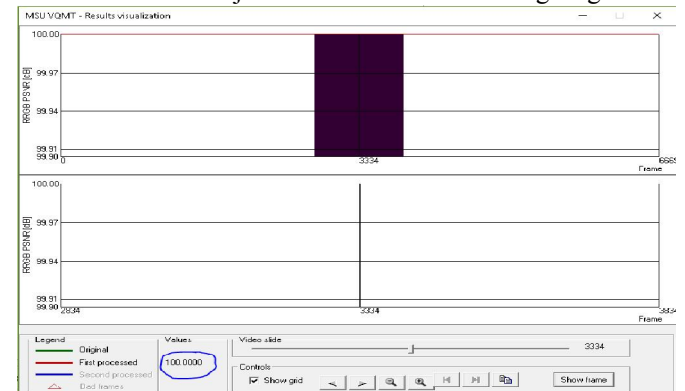 MSU VQMT - Results visualization
100.00
99.97
99.94
99.91
99.90
RRGB PSNR [dB]
0 3334 6669
Frame
100.00
99.97
99.94
99.91
99.90
RRGB PSNR [dB]
2834 3334 3834
Frame
Legend
Original
First processed
Second processed
Bad frames
Values
100.0000
Video slide
3334
Controls
Show grid
Show frame